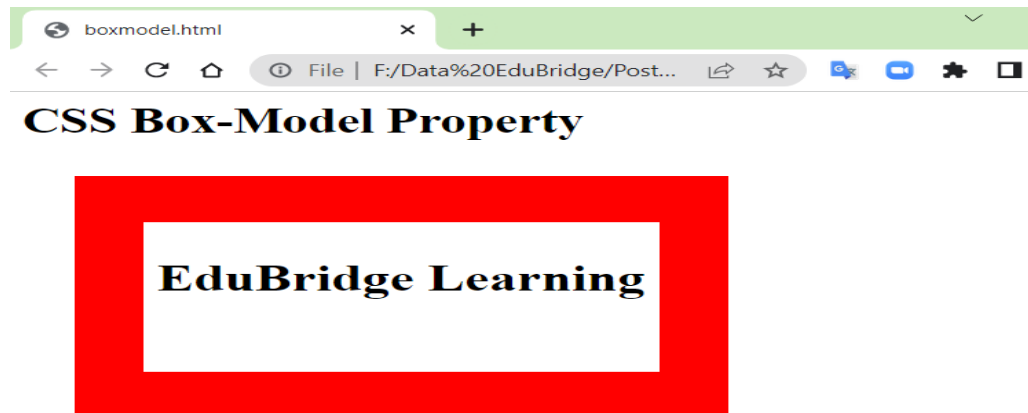 boxmodel.html
File | F:/Data%20EduBridge/Post...
CSS Box-Model Property
EduBridge Learning